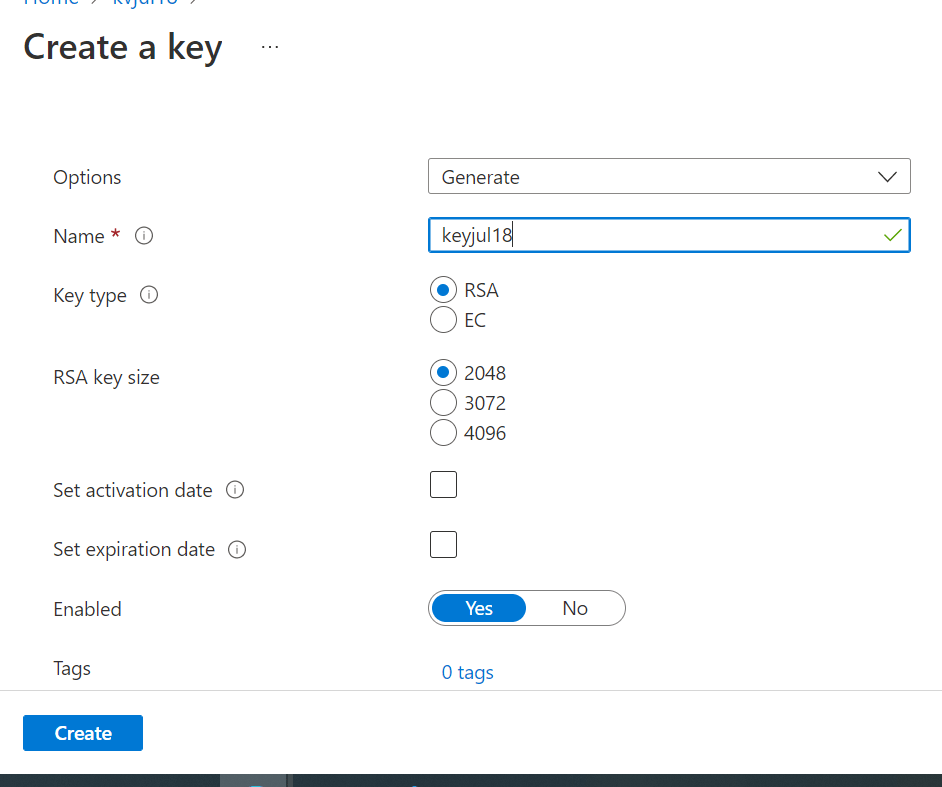 Home > kvjul18 >
Create a key ...
Options Generate
Name * keyjul18
Key type RSA
EC
RSA key size 2048
3072
4096
Set activation date
Set expiration date
Enabled Yes No
Tags 0 tags
Create